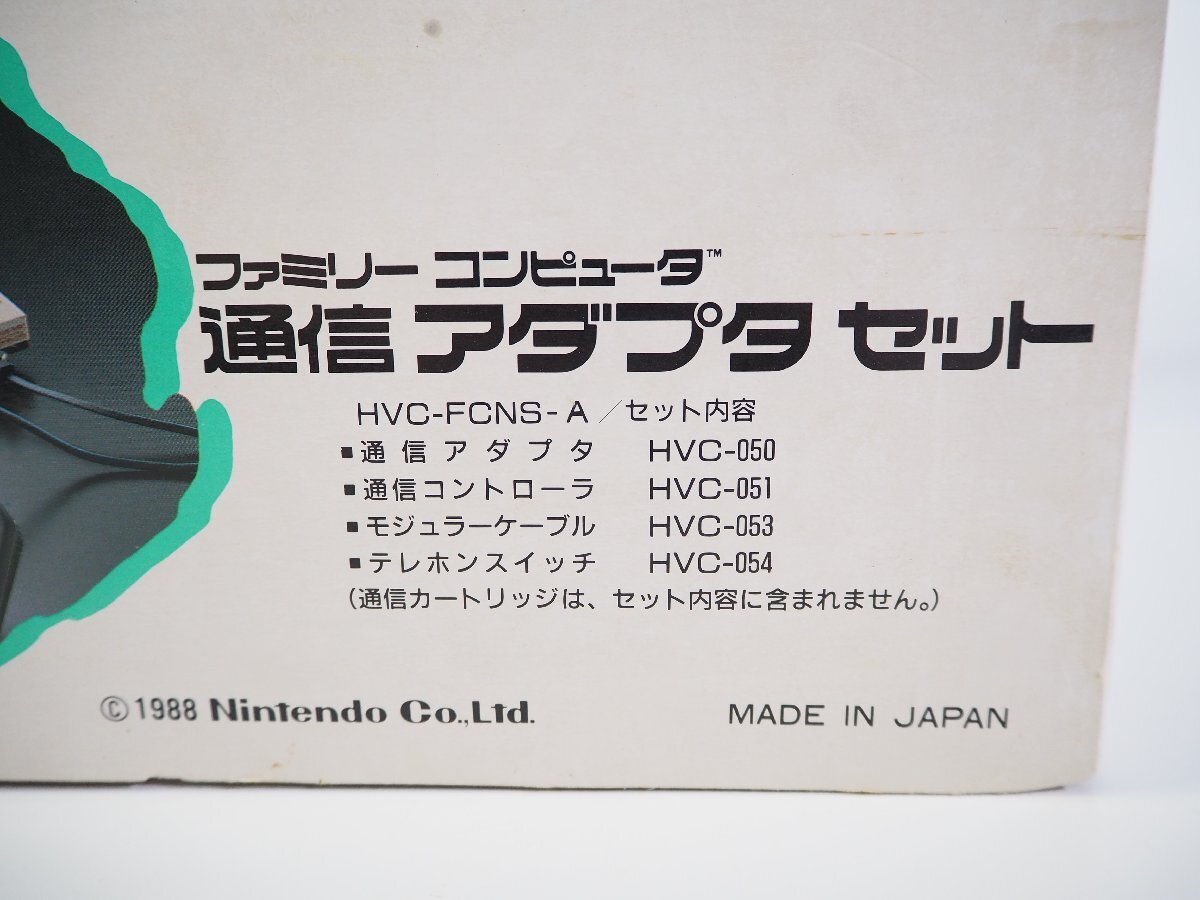 ファミリー コンピュータ™
通信 アダプタ セット
HVC-FCNS-A／セット内容
■通信アダプタ HVC-050
■通信コントローラ HVC-051
■モジュラーケーブル HVC-053
■テレホンスイッチ HVC-054
（通信カートリッジは、セット内容に含まれません。）
©1988 Nintendo Co.,Ltd.
MADE IN JAPAN